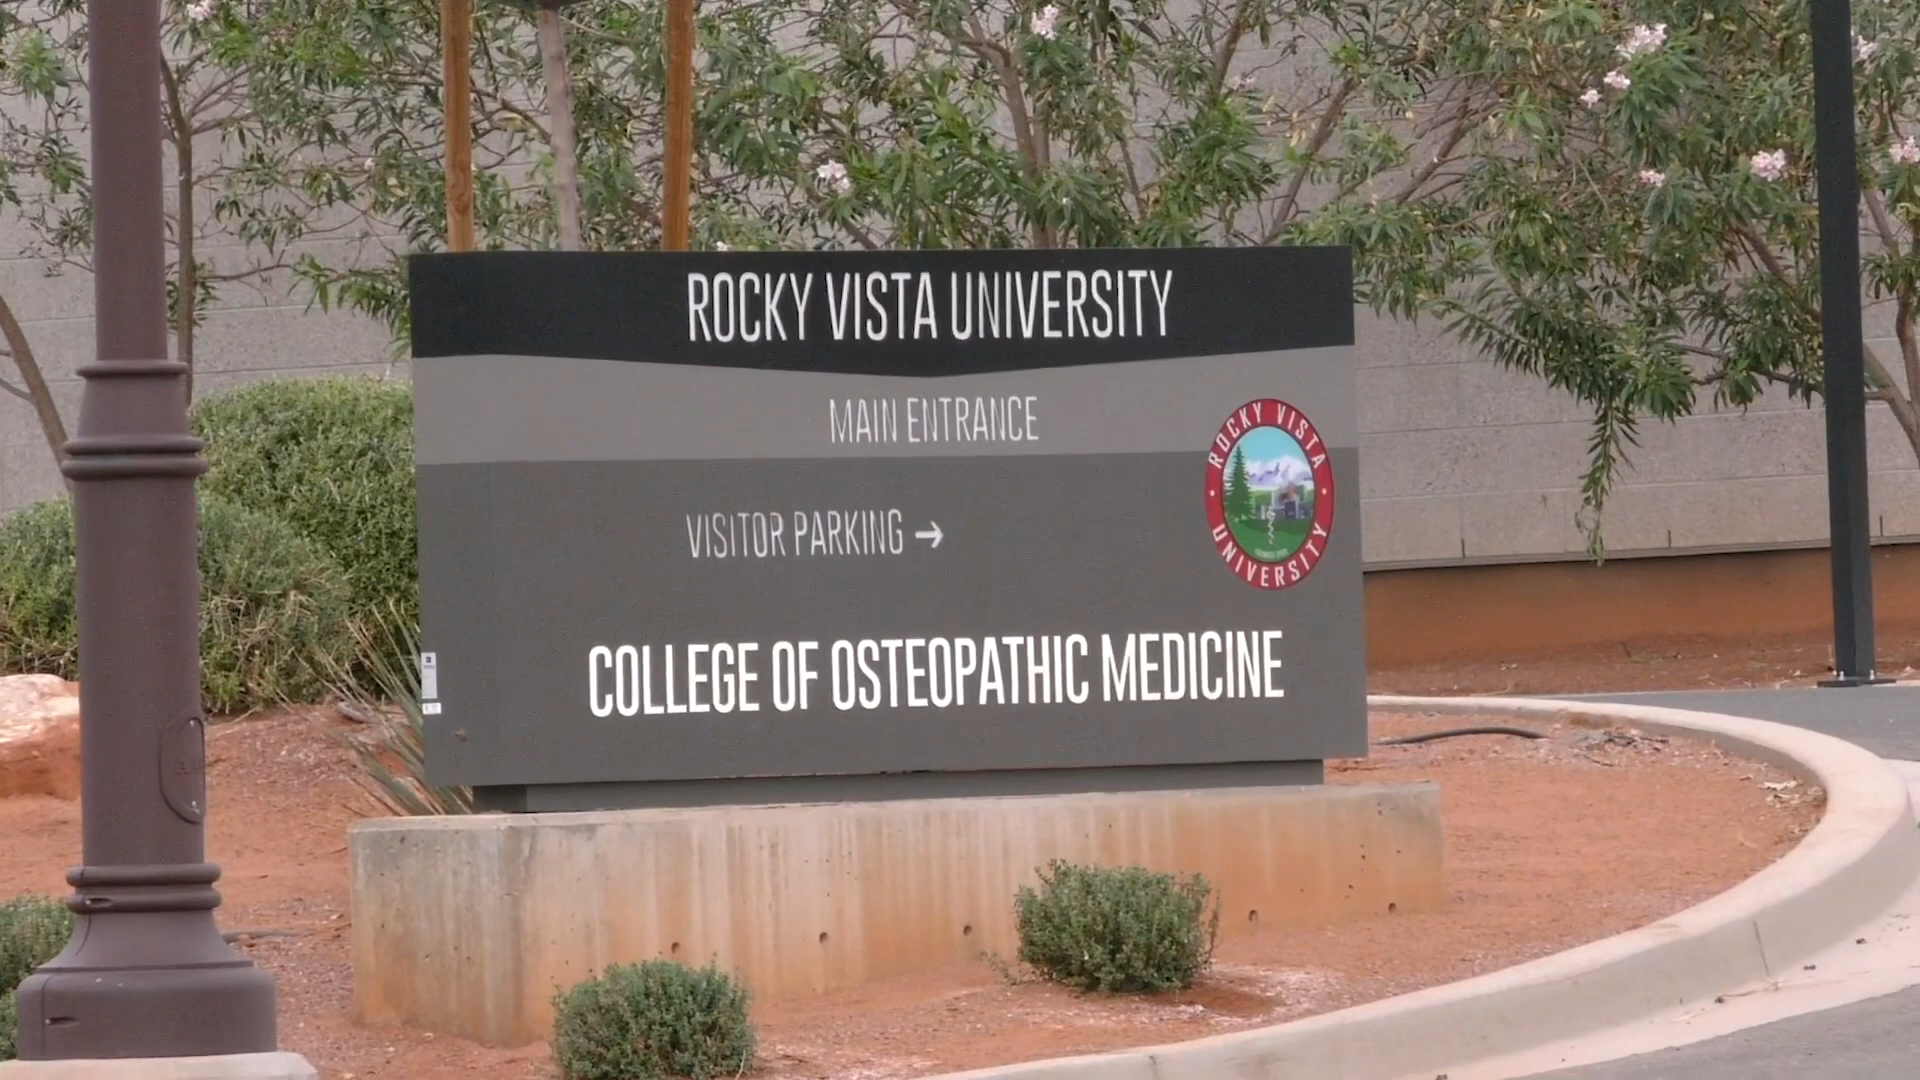 ROCKY VISTA UNIVERSITY
MAIN ENTRANCE
VISITOR PARKING →
ROCKY VISTA
UNIVERSITY
COLLEGE OF OSTEOPATHIC MEDICINE